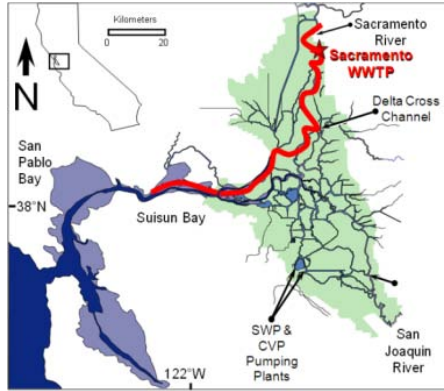 Kilometers
0
20
N
Sacramento
River
Sacramento
WWTP
Delta Cross
Channel
San
Pablo
Bay
38°N
Suisun Bay
SWP &
CVP
Pumping
Plants
San
Joaquin
River
122°W